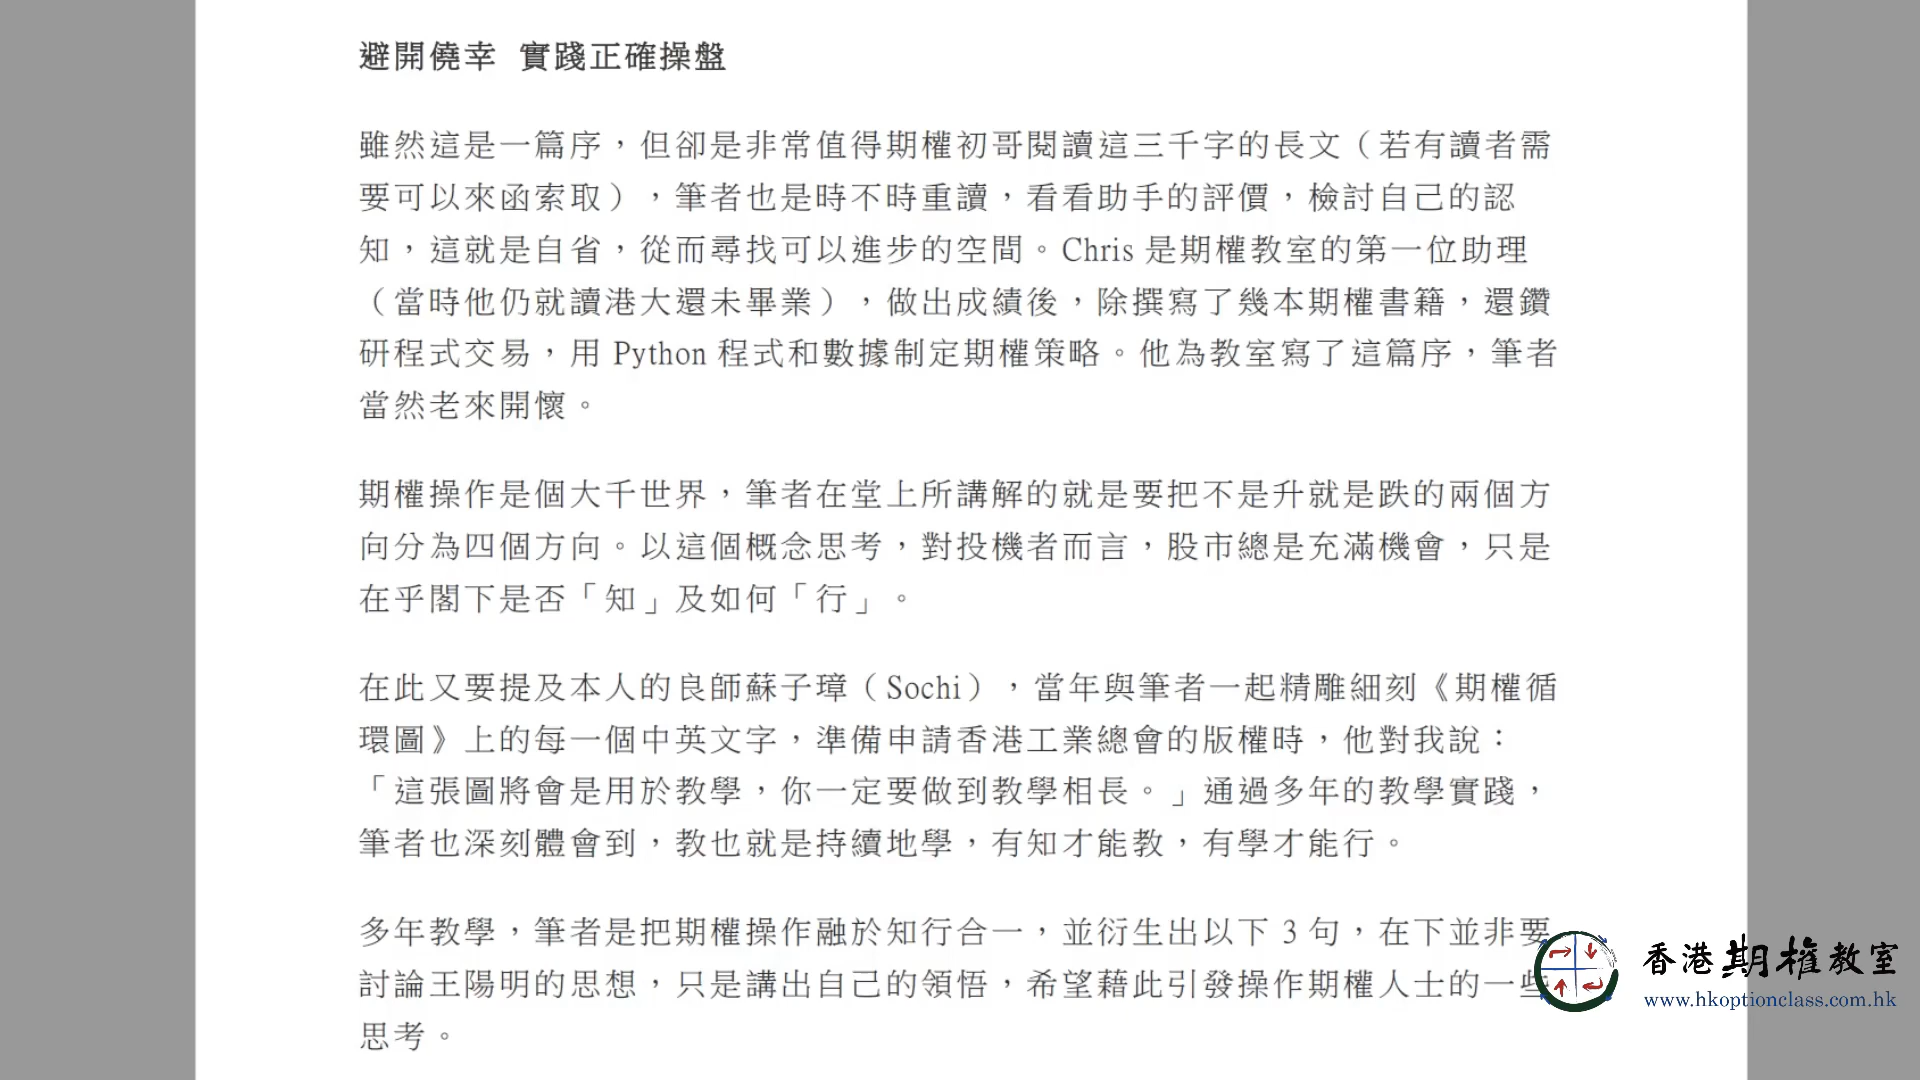 避開僥幸 實踐正確操盤
雖然這是一篇序，但卻是非常值得期權初哥閱讀這三千字的長文（若有讀者需
要可以來函索取），筆者也是時不時重讀，看看助手的評價，檢討自己的認
知，這就是自省，從而尋找可以進步的空間。Chris 是期權教室的第一位助理
（當時他仍就讀港大還未畢業），做出成績後，除撰寫了幾本期權書籍，還鑽
研程式交易，用 Python 程式和數據制定期權策略。他為教室寫了這篇序，筆者
當然老來開懷。
期權操作是個大千世界，筆者在堂上所講解的就是要把不是升就是跌的兩個方
向分為四個方向。以這個概念思考，對投機者而言，股市總是充滿機會，只是
在乎閣下是否「知」及如何「行」。
在此又要提及本人的良師蘇子璋（Sochi），當年與筆者一起精雕細刻《期權循
環圖》上的每一個中英文字，準備申請香港工業總會的版權時，他對我說：
「這張圖將會是用於教學，你一定要做到教學相長。」通過多年的教學實踐，
筆者也深刻體會到，教也就是持續地學，有知才能教，有學才能行。
多年教學，筆者是把期權操作融於知行合一，並衍生出以下 3 句，在下並非要
討論王陽明的思想，只是講出自己的領悟，希望藉此引發操作期權人士的一些
思考。
香港期權教室
www.hkoptionclass.com.hk